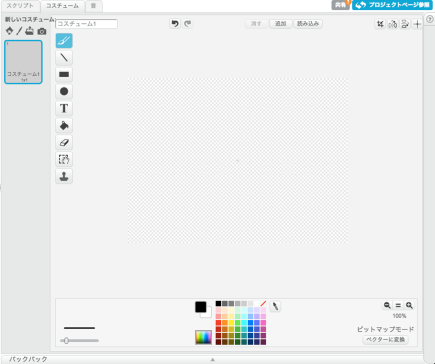 スクリプト コスチューム 音 共有 プロジェクトページ参照
新しいコスチューム: コスチューム1
消す 追加 読み込み
1
コスチューム1
1x1
T
100%
ビットマップモード
ベクターに変換
バックパック